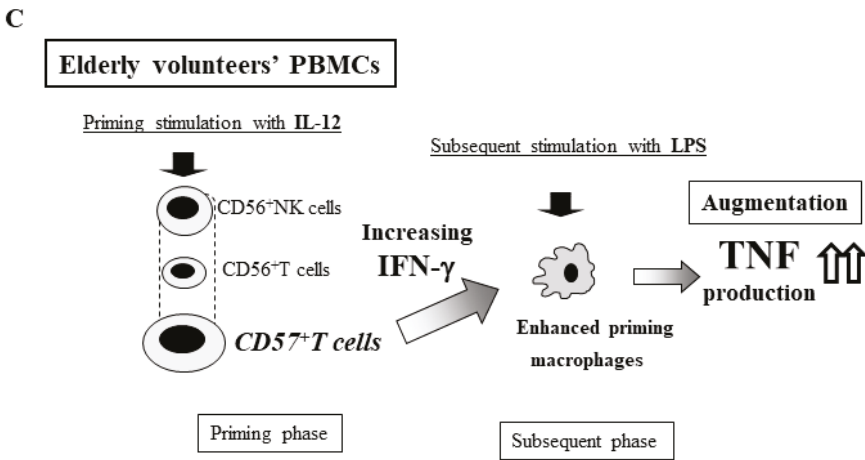 C
Elderly volunteers’ PBMCs
Priming stimulation with IL-12
CD56⁺NK cells
CD56⁺T cells
CD57⁺T cells
Priming phase
Increasing
IFN-γ
Subsequent stimulation with LPS
Enhanced priming
macrophages
Subsequent phase
Augmentation
TNF
production